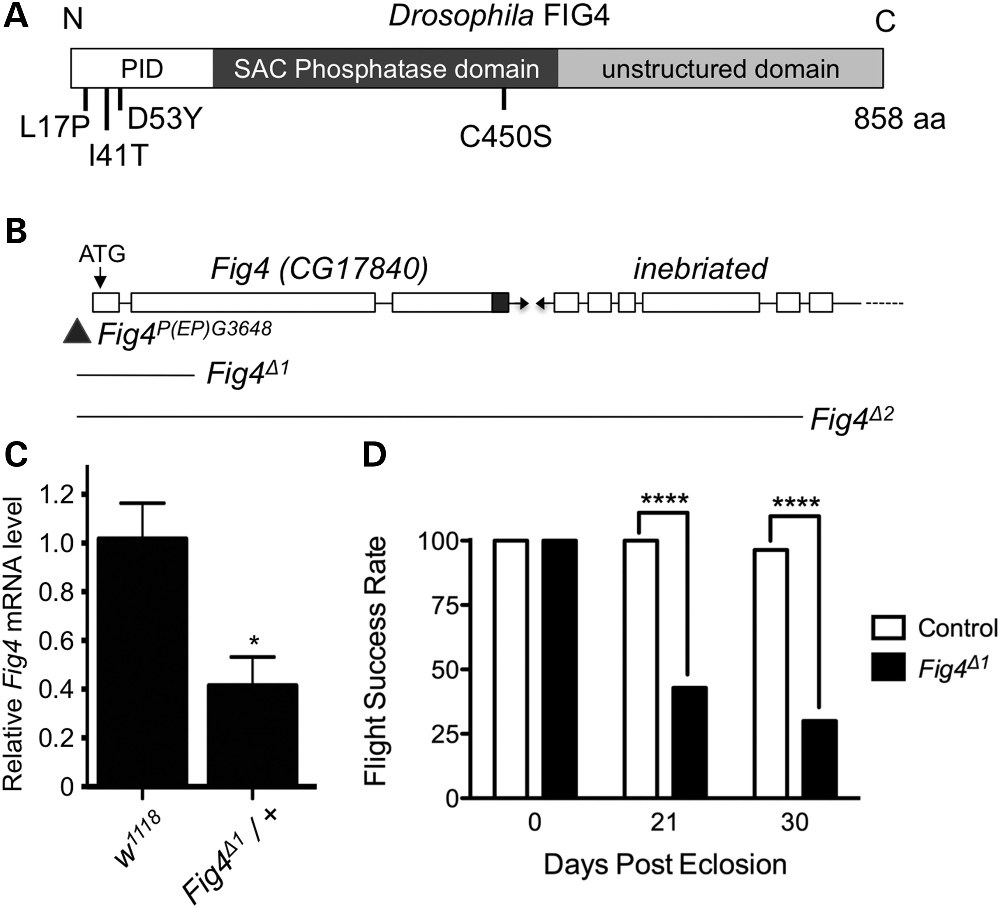 A
N
Drosophila FIG4
C
PID
SAC Phosphatase domain
unstructured domain
L17P
D53Y
I41T
C450S
858 aa
B
ATG
Fig4 (CG17840)
inebriated
Fig4P(EP)G3648
Fig4Δ1
Fig4Δ2
C
Relative Fig4 mRNA level
1.2
1.0
0.8
0.6
0.4
0.2
0
*
w1118
Fig4Δ1 / +
D
Flight Success Rate
100
75
50
25
0
****
****
0
21
30
Days Post Eclosion
Control
Fig4Δ1